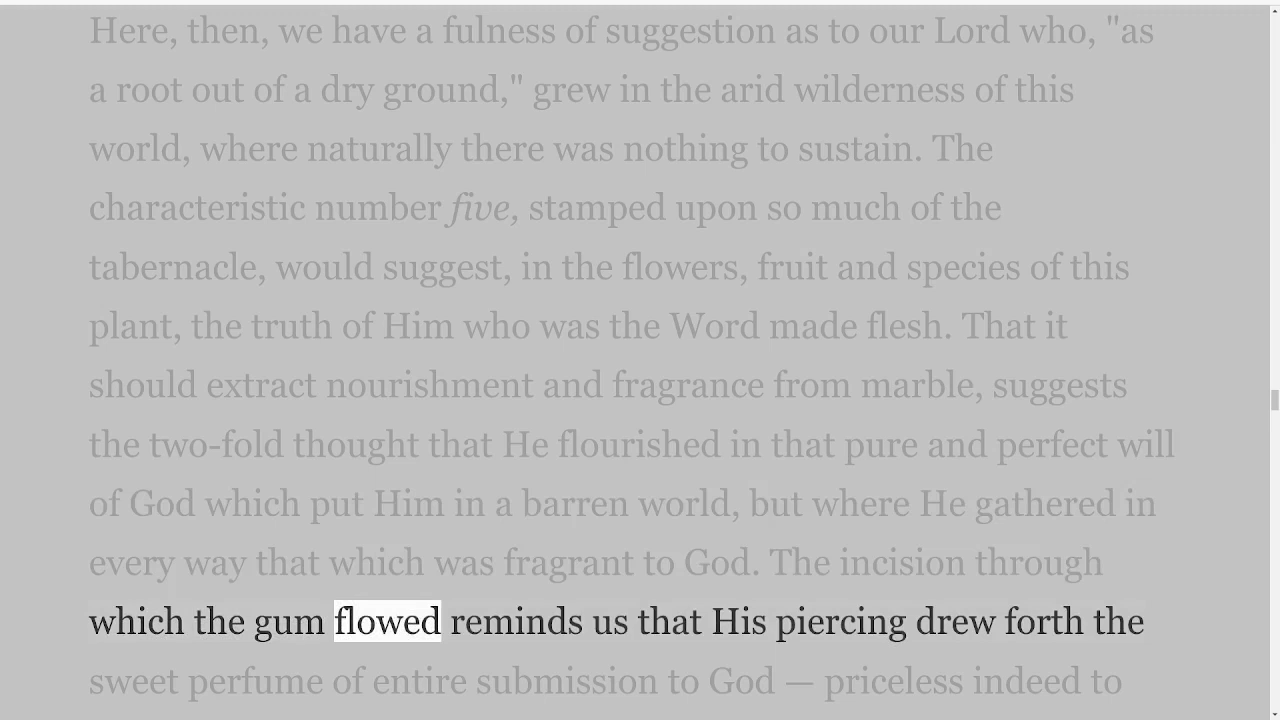 Here, then, we have a fulness of suggestion as to our Lord who, "as
a root out of a dry ground," grew in the arid wilderness of this
world, where naturally there was nothing to sustain. The
characteristic number five, stamped upon so much of the
tabernacle, would suggest, in the flowers, fruit and species of this
plant, the truth of Him who was the Word made flesh. That it
should extract nourishment and fragrance from marble, suggests
the two-fold thought that He flourished in that pure and perfect will
of God which put Him in a barren world, but where He gathered in
every way that which was fragrant to God. The incision through
which the gum flowed reminds us that His piercing drew forth the
sweet perfume of entire submission to God — priceless indeed to